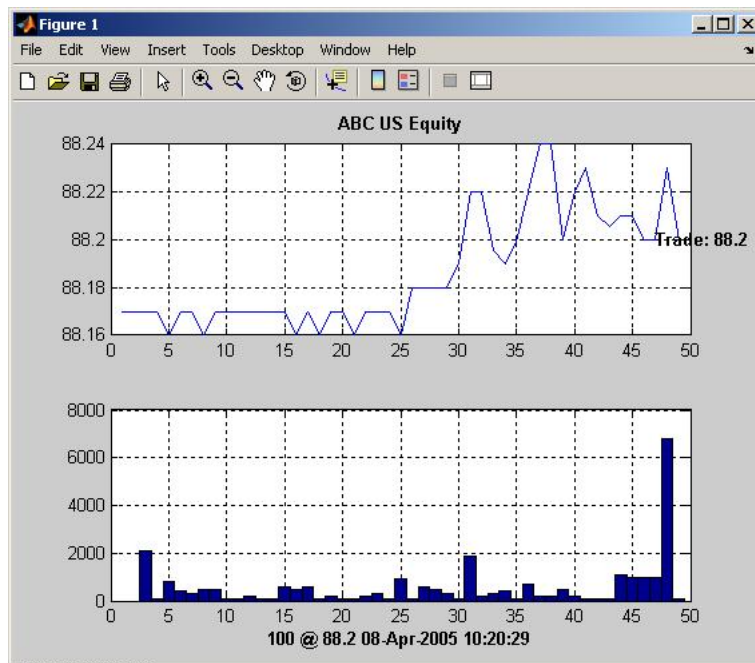 Figure 1
File Edit View Insert Tools Desktop Window Help
ABC US Equity
88.24
88.22
88.2
88.18
88.16
Trade: 88.2
0 5 10 15 20 25 30 35 40 45 50
8000
6000
4000
2000
0
0 5 10 15 20 25 30 35 40 45 50
100 @ 88.2 08-Apr-2005 10:20:29